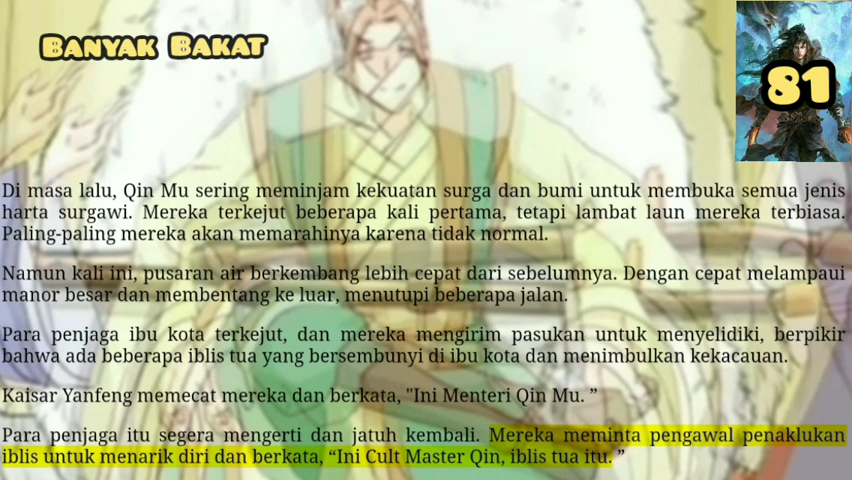 Banyak Bakat
81
Di masa lalu, Qin Mu sering meminjam kekuatan surga dan bumi untuk membuka semua jenis
harta surgawi. Mereka terkejut beberapa kali pertama, tetapi lambat laun mereka terbiasa.
Paling-paling mereka akan memarahinya karena tidak normal.
Namun kali ini, pusaran air berkembang lebih cepat dari sebelumnya. Dengan cepat melampaui
manor besar dan membentang ke luar, menutupi beberapa jalan.
Para penjaga ibu kota terkejut, dan mereka mengirim pasukan untuk menyelidiki, berpikir
bahwa ada beberapa iblis tua yang bersembunyi di ibu kota dan menimbulkan kekacauan.
Kaisar Yanfeng memecat mereka dan berkata, "Ini Menteri Qin Mu. ”
Para penjaga itu segera mengerti dan jatuh kembali. Mereka meminta pengawal penaklukan
iblis untuk menarik diri dan berkata, “Ini Cult Master Qin, iblis tua itu. ”